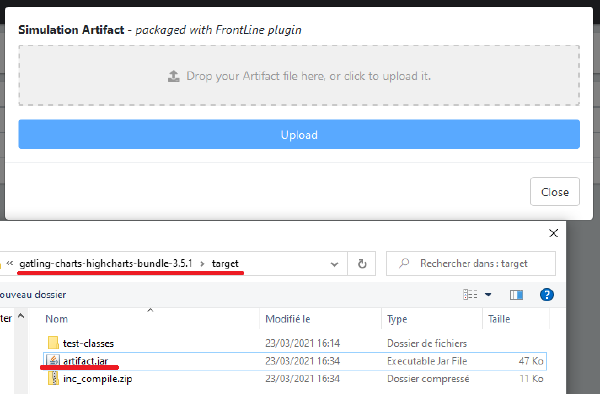 Simulation Artifact - packaged with FrontLine plugin
Drop your Artifact file here, or click to upload it.
Upload
Close
« gatling-charts-highcharts-bundle-3.5.1 › target
Rechercher dans : target
ouveau dossier
ter
Nom Modifié le Type Taille
test-classes 23/03/2021 16:14 Dossier de fichiers
artifact.jar 23/03/2021 16:34 Executable Jar File 47 Ko
inc_compile.zip 23/03/2021 16:34 Dossier compressé 11 Ko
ts